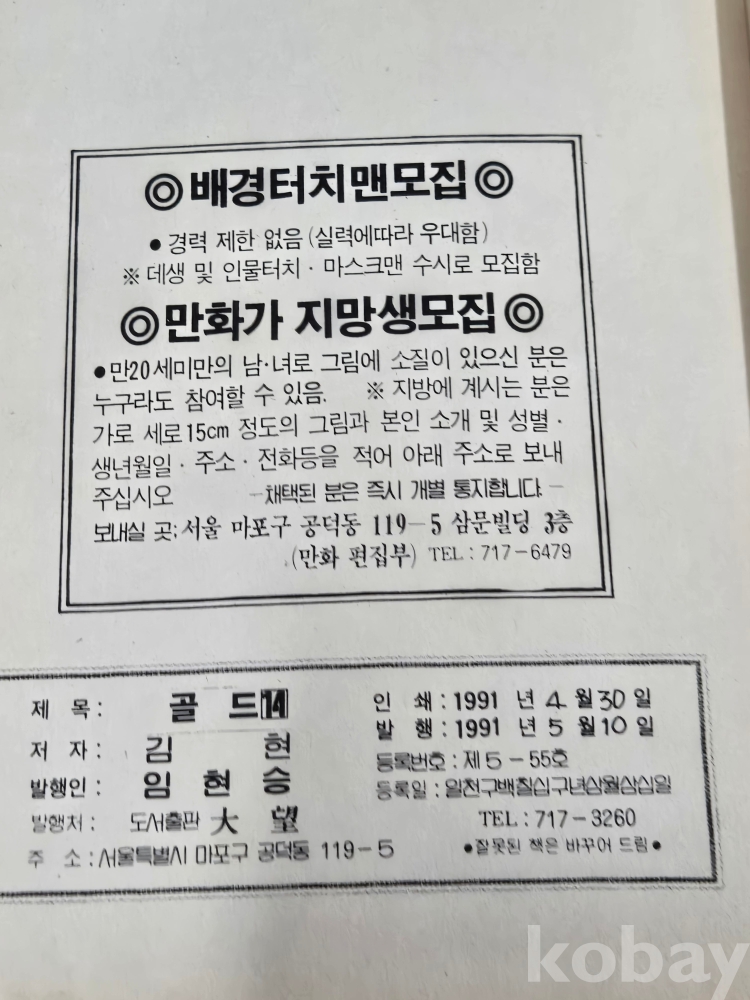 ◎배경터치맨모집◎
● 경력 제한 없음 (실력에따라 우대함)
※ 데생 및 인물터치 · 마스크맨 수시로 모집함
◎만화가 지망생모집◎
●만20세미만의 남·녀로 그림에 소질이 있으신 분은
누구라도 참여할 수 있음. ※ 지방에 계시는 분은
가로 세로 15cm 정도의 그림과 본인 소개 및 성별 ·
생년월일 · 주소 · 전화등을 적어 아래 주소로 보내
주십시오 -채택된 분은 즉시 개별 통지합니다. -
보내실 곳; 서울 마포구 공덕동 119-5 삼문빌딩 3층
(만화 편집부) TEL : 717-6479
제 목 : 골 드 14
저 자 : 김 현
발행인 : 임 현 승
발행처 : 도서출판 大 望
주 소 : 서울특별시 마포구 공덕동 119-5
인 쇄 : 1991 년 4 월 30 일
발 행 : 1991 년 5 월 10 일
등록번호 : 제 5 - 55호
등록일 : 일천구백칠십구년삼월삼십일
TEL : 717-3260
●잘못된 책은 바꾸어 드림●
kobay